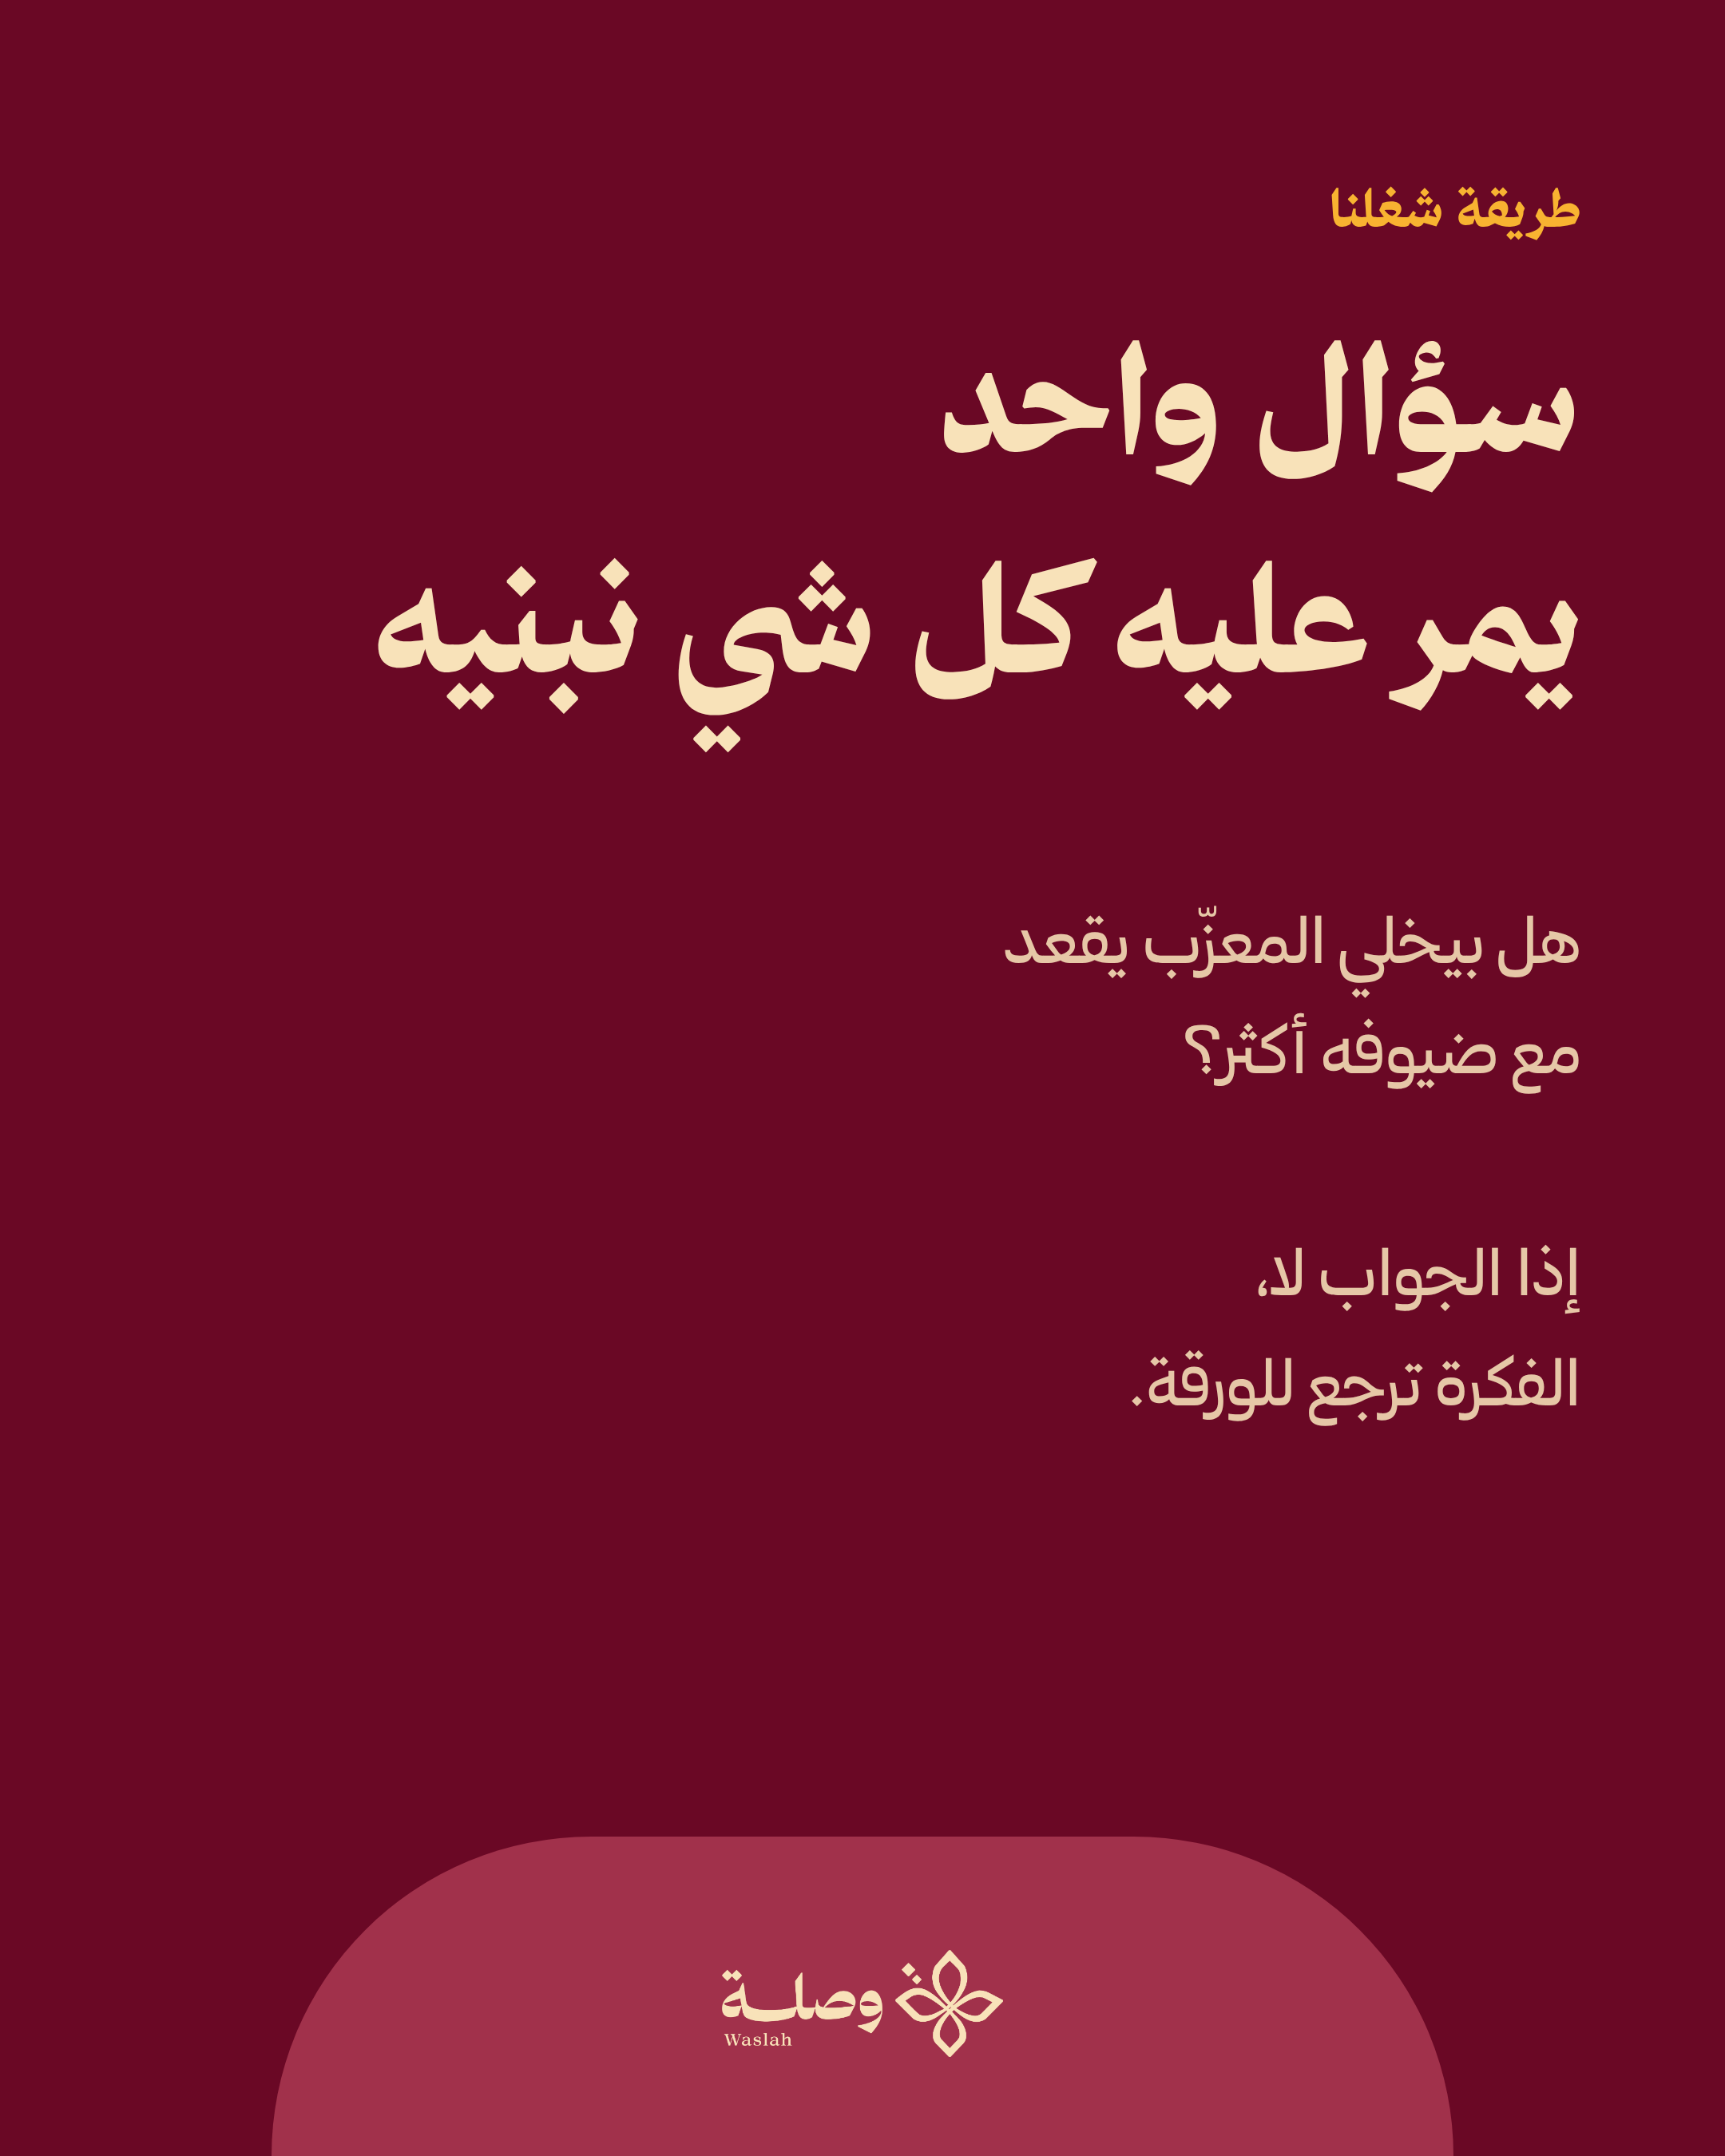 طريقة شغلنا
سؤال واحد
يمر عليه كل ثي نبنيه
هل بيخلي المعزّب يقعد
مع ضيوفه أكثر؟
إذا الجواب لا،
الفكرة ترجع للورقة.
وصلة
Waslah